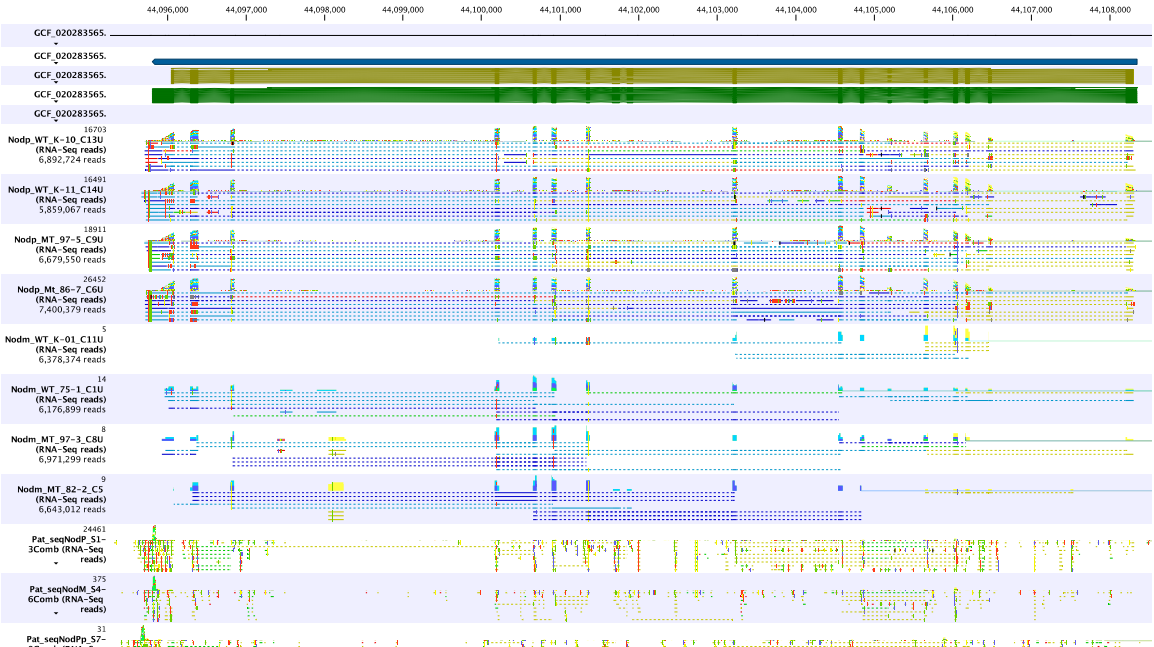 44,096,000 44,097,000 44,098,000 44,099,000 44,100,000 44,101,000 44,102,000 44,103,000 44,104,000 44,105,000 44,106,000 44,107,000 44,108,000
GCF_020283565.
GCF_020283565.
GCF_020283565.
GCF_020283565.
GCF_020283565.
16703
Nodp_WT_K-10_C13U
(RNA-Seq reads)
6,892,724 reads
16491
Nodp_WT_K-11_C14U
(RNA-Seq reads)
5,859,067 reads
18911
Nodp_MT_97-5_C9U
(RNA-Seq reads)
6,679,550 reads
26452
Nodp_Mt_86-7_C6U
(RNA-Seq reads)
7,400,379 reads
5
Nodm_WT_K-01_C11U
(RNA-Seq reads)
6,378,374 reads
14
Nodm_WT_75-1_C1U
(RNA-Seq reads)
6,176,899 reads
8
Nodm_MT_97-3_C8U
(RNA-Seq reads)
6,971,299 reads
9
Nodm_MT_82-2_C5
(RNA-Seq reads)
6,643,012 reads
24461
Pat_seqNodP_S1-
3Comb (RNA-Seq
reads)
375
Pat_seqNodM_S4-
6Comb (RNA-Seq
reads)
31
Pat_seqNodPp_S7-